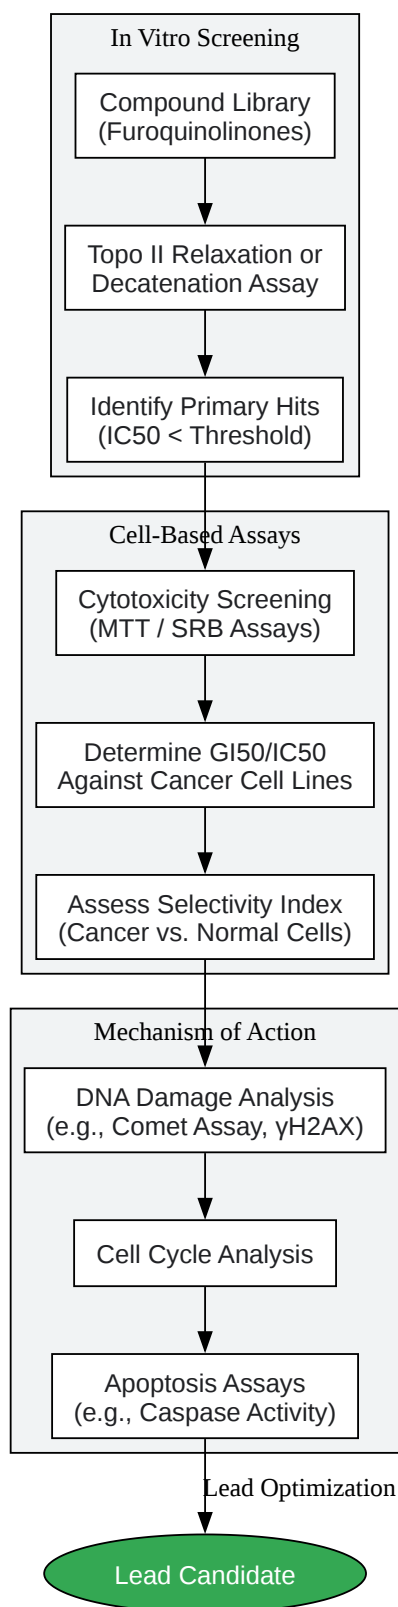 In Vitro Screening
Compound Library
(Furoquinolinones)
Topo II Relaxation or
Decatenation Assay
Identify Primary Hits
(IC50 < Threshold)
Cell-Based Assays
Cytotoxicity Screening
(MTT / SRB Assays)
Determine GI50/IC50
Against Cancer Cell Lines
Assess Selectivity Index
(Cancer vs. Normal Cells)
Mechanism of Action
DNA Damage Analysis
(e.g., Comet Assay, γH2AX)
Cell Cycle Analysis
Apoptosis Assays
(e.g., Caspase Activity)
Lead Optimization
Lead Candidate